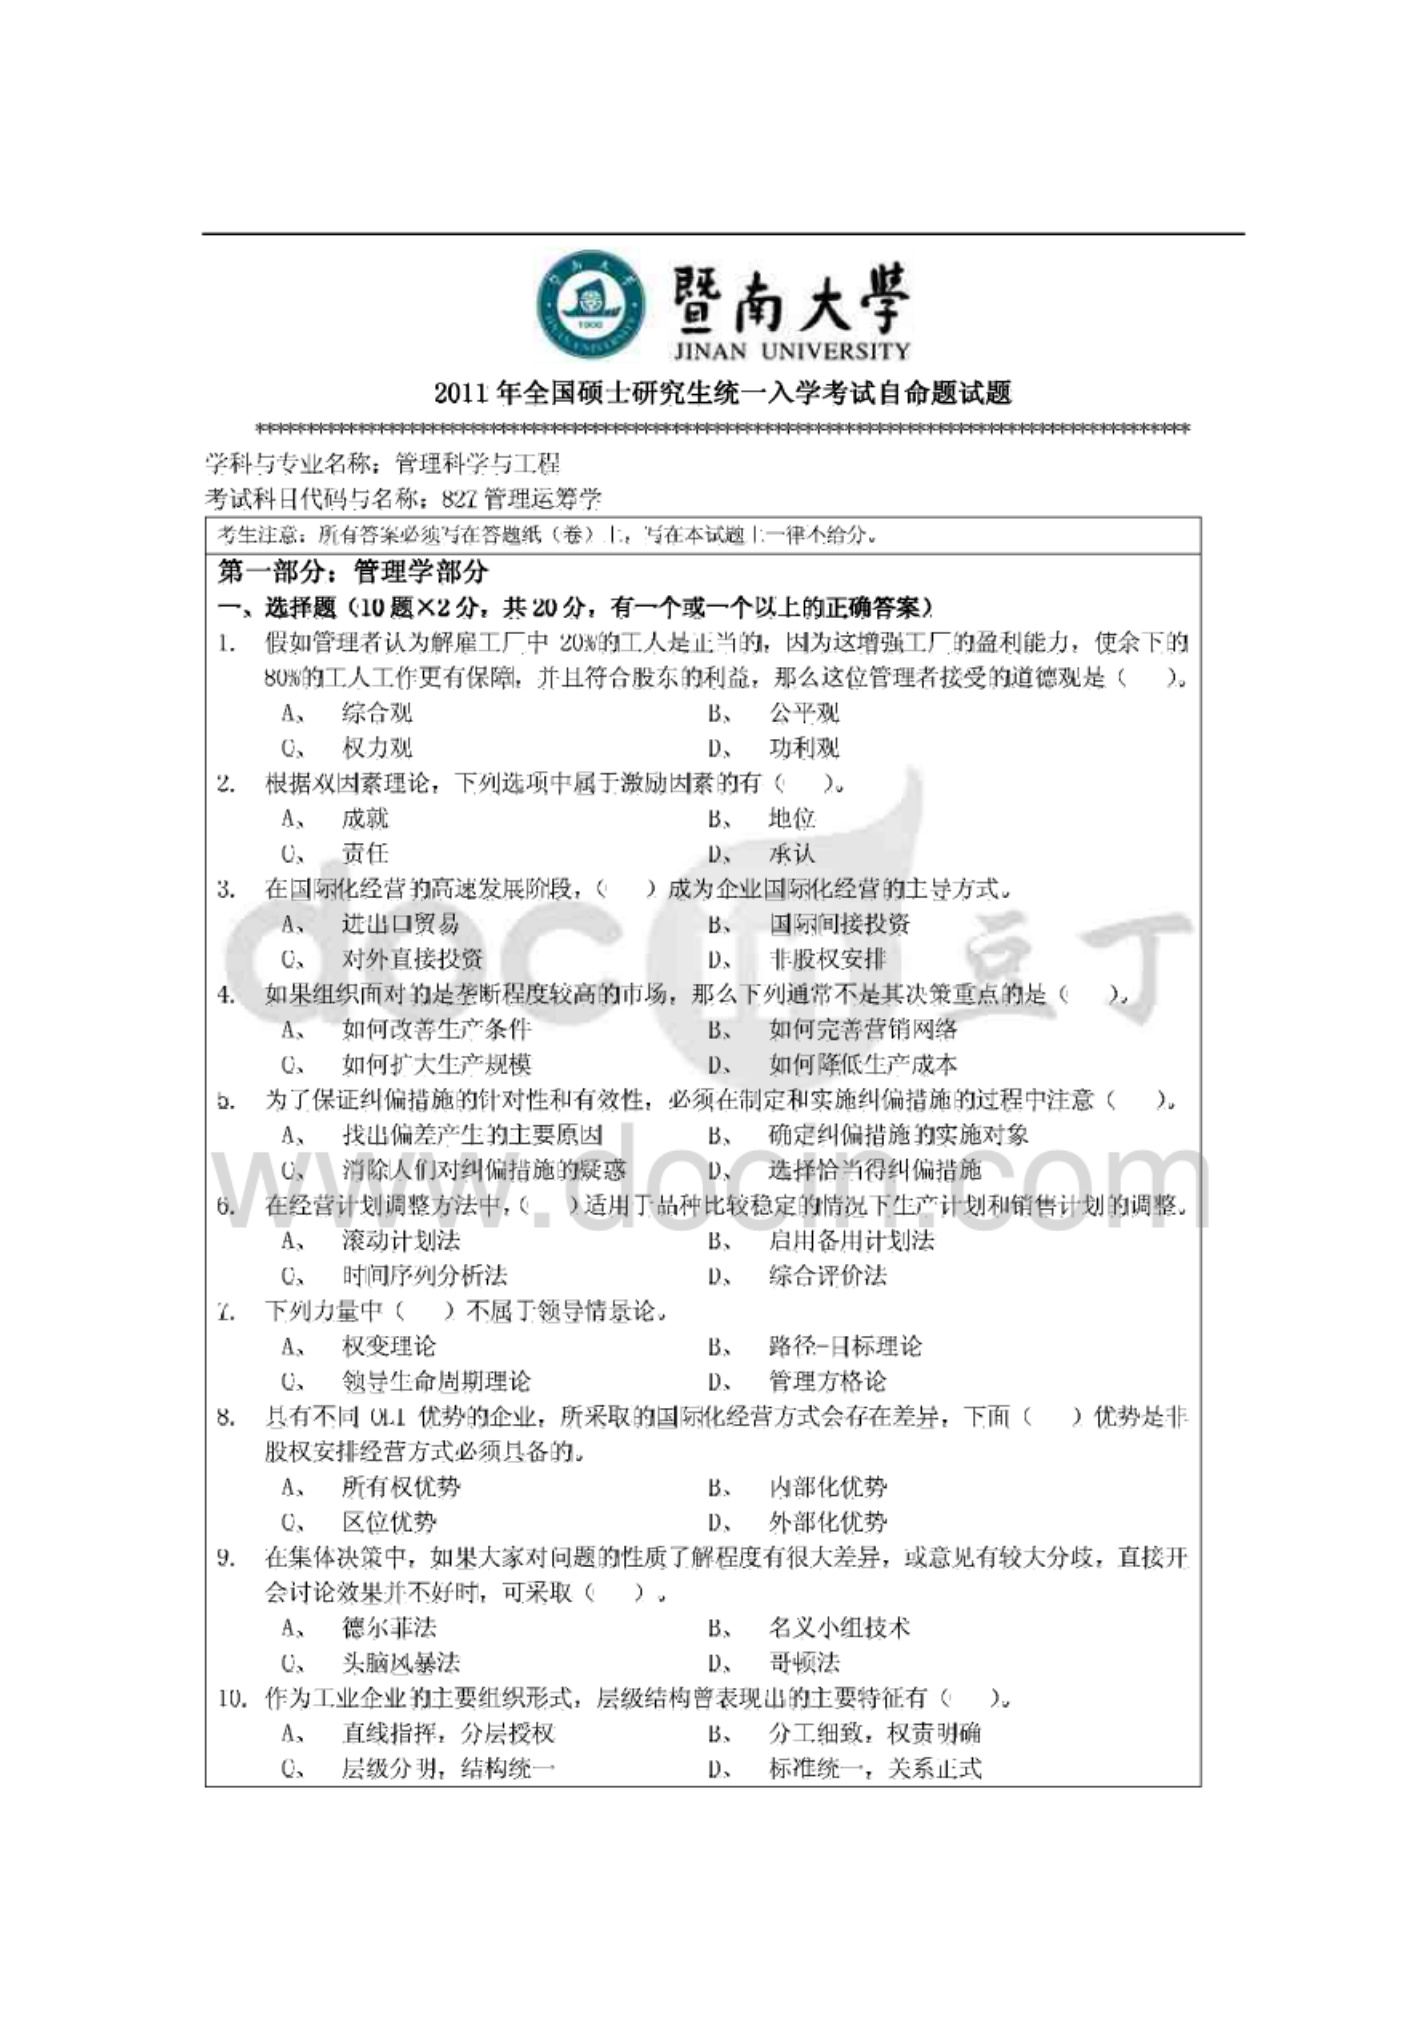 暨南大学
JINAN UNIVERSITY
2011 年全国硕士研究生统一入学考试自命题试题
********************************************************************************************
学科与专业名称：管理科学与工程
考试科目代码与名称：827 管理运筹学
考生注意：所有答案必须写在答题纸（卷）上，写在本试题上一律不给分。
第一部分：管理学部分
一、选择题（10 题×2 分，共 20 分，有一个或一个以上的正确答案）
1. 假如管理者认为解雇工厂中 20%的工人是正当的，因为这增强工厂的盈利能力，使余下的
80%的工人工作更有保障，并且符合股东的利益，那么这位管理者接受的道德观是（ ）。
A、 综合观 B、 公平观
C、 权力观 D、 功利观
2. 根据双因素理论，下列选项中属于激励因素的有（ ）。
A、 成就 B、 地位
C、 责任 D、 承认
3. 在国际化经营的高速发展阶段，（ ）成为企业国际化经营的主导方式。
A、 进出口贸易 B、 国际间接投资
C、 对外直接投资 D、 非股权安排
4. 如果组织面对的是垄断程度较高的市场，那么下列通常不是其决策重点的是（ ）。
A、 如何改善生产条件 B、 如何完善营销网络
C、 如何扩大生产规模 D、 如何降低生产成本
5. 为了保证纠偏措施的针对性和有效性，必须在制定和实施纠偏措施的过程中注意（ ）。
A、 找出偏差产生的主要原因 B、 确定纠偏措施的实施对象
C、 消除人们对纠偏措施的疑惑 D、 选择恰当得纠偏措施
6. 在经营计划调整方法中，（ ）适用于品种比较稳定的情况下生产计划和销售计划的调整。
A、 滚动计划法 B、 启用备用计划法
C、 时间序列分析法 D、 综合评价法
7. 下列力量中（ ）不属于领导情景论。
A、 权变理论 B、 路径-目标理论
C、 领导生命周期理论 D、 管理方格论
8. 具有不同 OLI 优势的企业，所采取的国际化经营方式会存在差异，下面（ ）优势是非
股权安排经营方式必须具备的。
A、 所有权优势 B、 内部化优势
C、 区位优势 D、 外部化优势
9. 在集体决策中，如果大家对问题的性质了解程度有很大差异，或意见有较大分歧，直接开
会讨论效果并不好时，可采取（ ）。
A、 德尔菲法 B、 名义小组技术
C、 头脑风暴法 D、 哥顿法
10. 作为工业企业的主要组织形式，层级结构曾表现出的主要特征有（ ）。
A、 直线指挥，分层授权 B、 分工细致，权责明确
C、 层级分明，结构统一 D、 标准统一，关系正式
docin 豆丁
www.docin.com